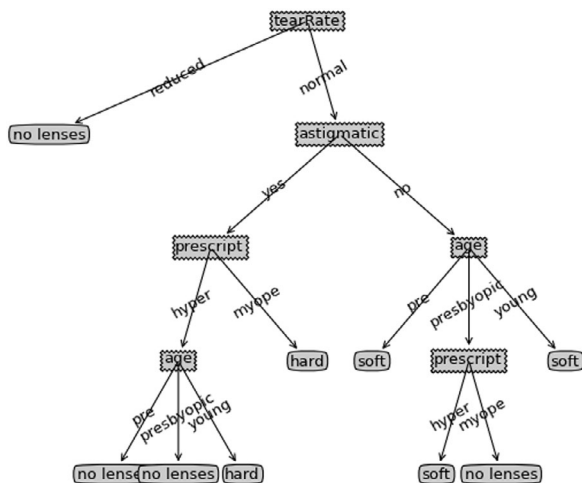 tearRate
reduced
normal
no lenses
astigmatic
yes
no
prescript
age
hyper
myope
pre
presbyopic
young
age
hard
soft
prescript
soft
pre
presbyopic
young
hyper
myope
no lense
no lenses
hard
soft
no lenses